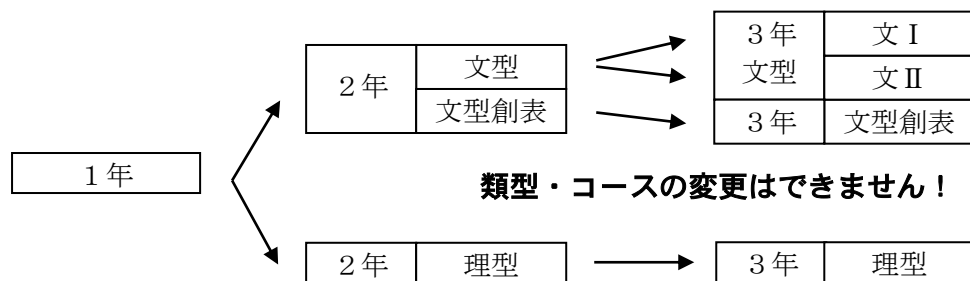 1年
2年
文型
文型創表
3年
文型
文Ⅰ
文Ⅱ
3年
文型創表
類型・コースの変更はできません!
2年
理型
3年
理型